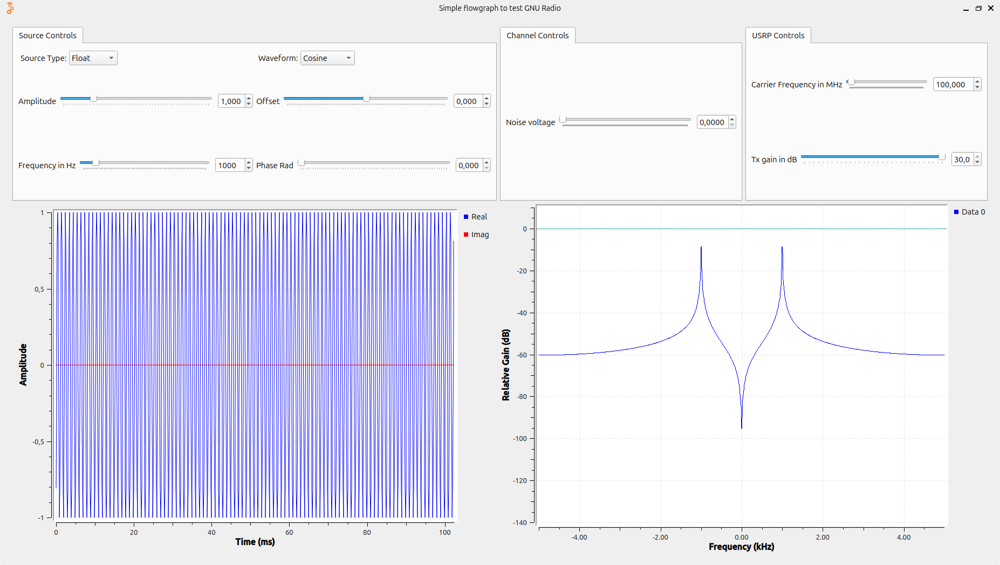 Simple flowgraph to test GNU Radio
Source Controls
Source Type: Float
Waveform: Cosine
Amplitude 1,000
Offset 0,000
Frequency in Hz 1000
Phase Rad 0,000
Channel Controls
Noise voltage 0,0000
USRP Controls
Carrier Frequency in MHz 100,000
Tx gain in dB 30,0
1
0,5
0
-0,5
-1
Amplitude
0 20 40 60 80 100
Time (ms)
Real
Imag
0
-20
-40
-60
-80
-100
-120
-140
Relative Gain (dB)
-4.00 -2.00 0.00 2.00 4.00
Frequency (kHz)
Data 0